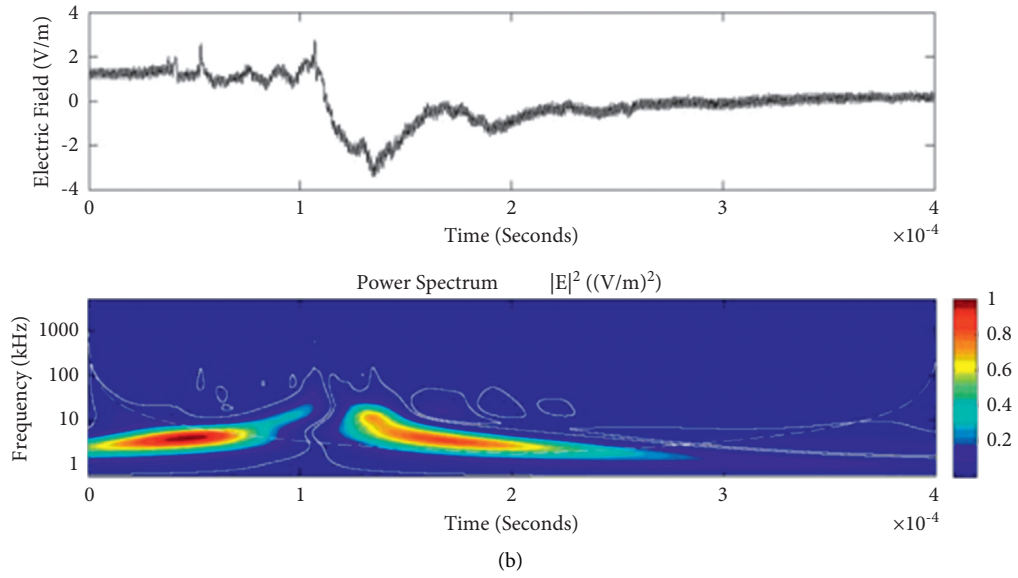 Electric Field (V/m)
4
2
0
-2
-4
0 1 2 3 4
Time (Seconds) ×10-4
Power Spectrum |E|2 ((V/m)2)
Frequency (kHz)
1000
100
10
1
0 1 2 3 4
Time (Seconds) ×10-4
1
0.8
0.6
0.4
0.2
(b)